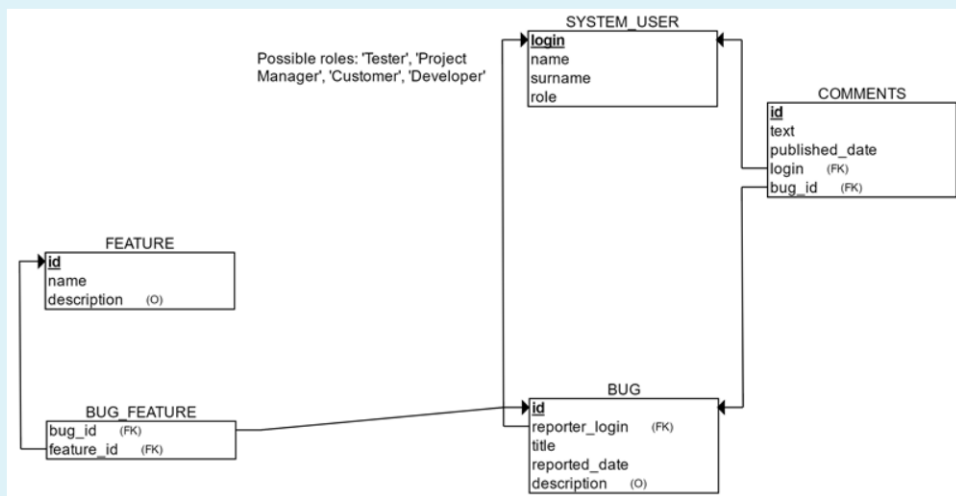 SYSTEM_USER
login
name
surname
role
Possible roles: 'Tester', 'Project
Manager', 'Customer', 'Developer'
COMMENTS
id
text
published_date
login (FK)
bug_id (FK)
FEATURE
id
name
description (O)
BUG_FEATURE
bug_id (FK)
feature_id (FK)
BUG
id
reporter_login (FK)
title
reported_date
description (O)